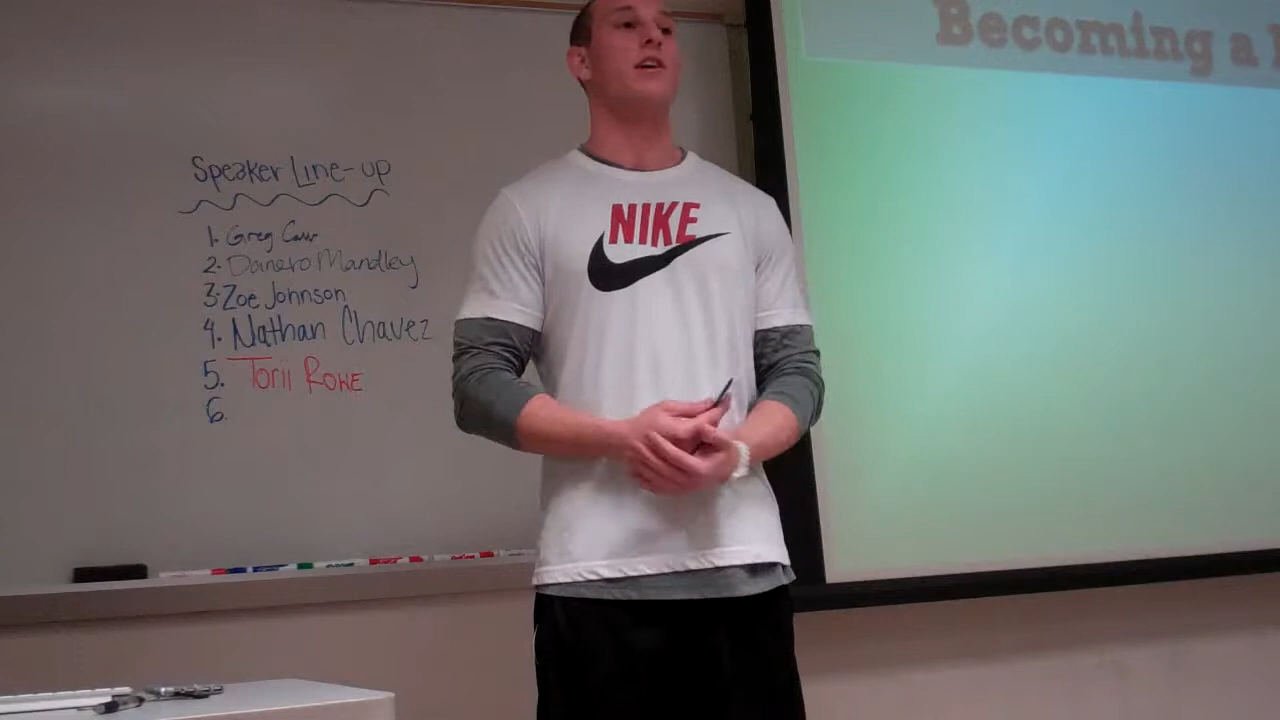 Becoming a
Speaker Line-up
1. Greg
2. Danero Mandley
3. Zoe Johnson
4. Nathan Chavez
5. Torii Rowe
6.
NIKE